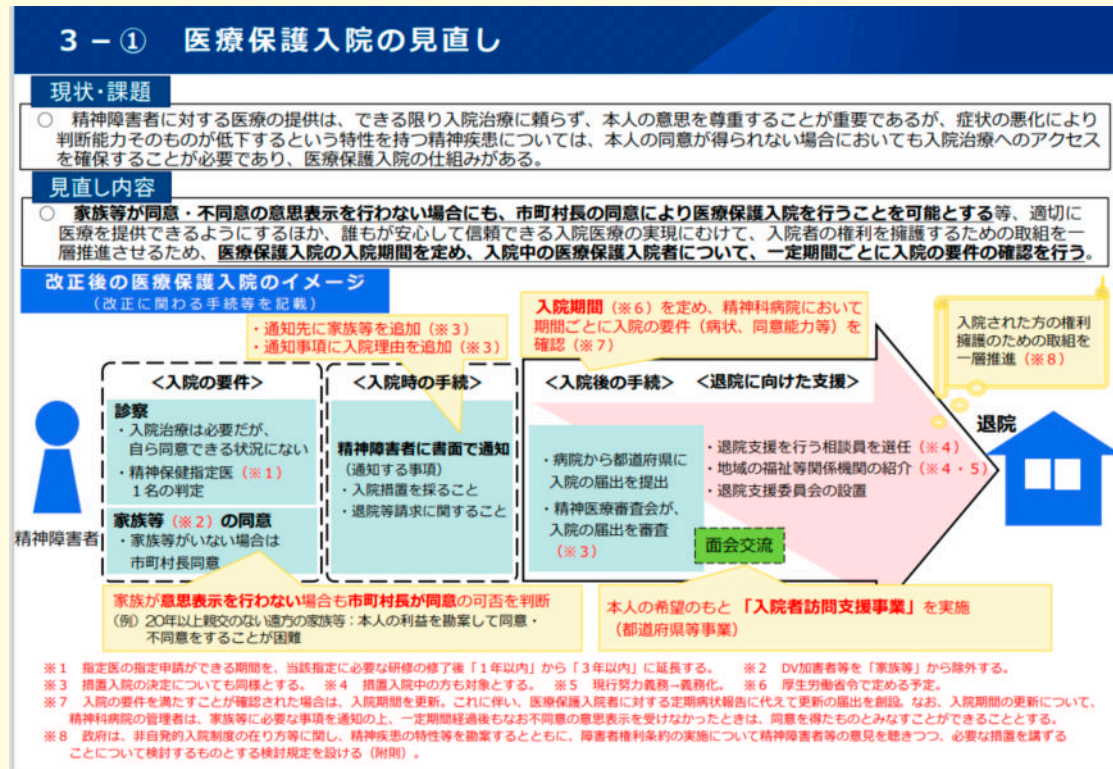 3－① 医療保護入院の見直し
現状・課題
○ 精神障害者に対する医療の提供は、できる限り入院治療に頼らず、本人の意思を尊重することが重要であるが、症状の悪化により
判断能力そのものが低下するという特性を持つ精神疾患については、本人の同意が得られない場合においても入院治療へのアクセス
を確保することが必要であり、医療保護入院の仕組みがある。
見直し内容
○ 家族等が同意・不同意の意思表示を行わない場合にも、市町村長の同意により医療保護入院を行うことを可能とする等、適切に
医療を提供できるようにするほか、誰もが安心して信頼できる入院医療の実現にむけて、入院者の権利を擁護するための取組を一
層推進させるため、医療保護入院の入院期間を定め、入院中の医療保護入院者について、一定期間ごとに入院の要件の確認を行う。
改正後の医療保護入院のイメージ
（改正に関わる手続等を記載）
・通知先に家族等を追加（※３）
・通知事項に入院理由を追加（※３）
入院期間（※６）を定め、精神科病院において
期間ごとに入院の要件（病状、同意能力等）を
確認（※７）
入院された方の権利
擁護のための取組を
一層推進（※８）
＜入院の要件＞
診察
・入院治療は必要だが、
自ら同意できる状況にない
・精神保健指定医（※１）
１名の判定
家族等（※２）の同意
・家族等がいない場合は
市町村長同意
精神障害者
＜入院時の手続＞
精神障害者に書面で通知
（通知する事項）
・入院措置を採ること
・退院等請求に関すること
＜入院後の手続＞
・病院から都道府県に
入院の届出を提出
・精神医療審査会が、
入院の届出を審査
（※３）
＜退院に向けた支援＞
・退院支援を行う相談員を選任（※４）
・地域の福祉等関係機関の紹介（※４・５）
・退院支援委員会の設置
面会交流
退院
家族が意思表示を行わない場合も市町村長が同意の可否を判断
（例）20年以上親交のない遠方の家族等：本人の利益を勘案して同意・
不同意をすることが困難
本人の希望のもと「入院者訪問支援事業」を実施
（都道府県等事業）
※１ 指定医の指定申請ができる期間を、当該指定に必要な研修の修了後「１年以内」から「３年以内」に延長する。 ※２ DV加害者等を「家族等」から除外する。
※３ 措置入院の決定についても同様とする。 ※４ 措置入院中の方も対象とする。 ※５ 現行努力義務→義務化。 ※６ 厚生労働省令で定める予定。
※７ 入院の要件を満たすことが確認された場合は、入院期間を更新。これに伴い、医療保護入院者に対する定期病状報告に代えて更新の届出を創設。なお、入院期間の更新について、
精神科病院の管理者は、家族等に必要な事項を通知の上、一定期間経過後もなお不同意の意思表示を受けなかったときは、同意を得たものとみなすことができることとする。
※８ 政府は、非自発的入院制度の在り方等に関し、精神疾患の特性等を勘案するとともに、障害者権利条約の実施について精神障害者等の意見を聴きつつ、必要な措置を講ずる
ことについて検討するものとする検討規定を設ける（附則）。